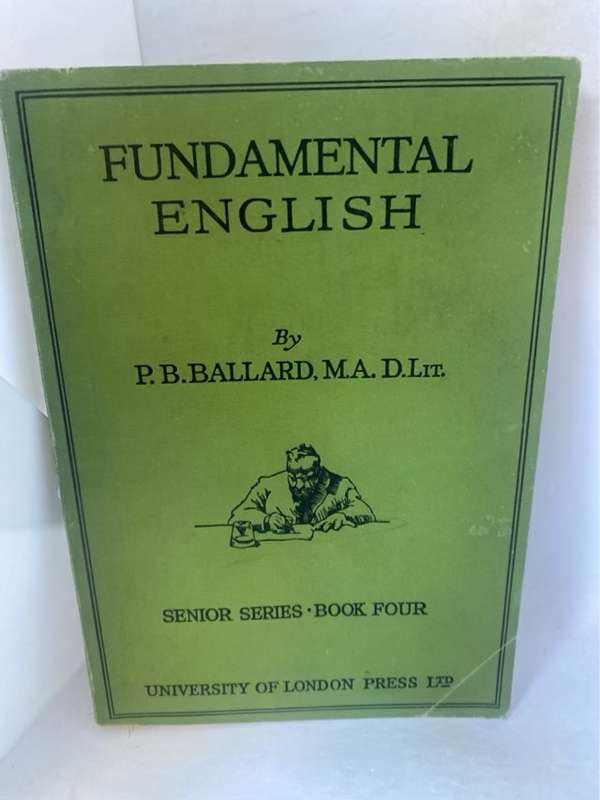 FUNDAMENTAL
ENGLISH
By
P. B. BALLARD, M.A. D.LIT.
SENIOR SERIES · BOOK FOUR
UNIVERSITY OF LONDON PRESS LTD